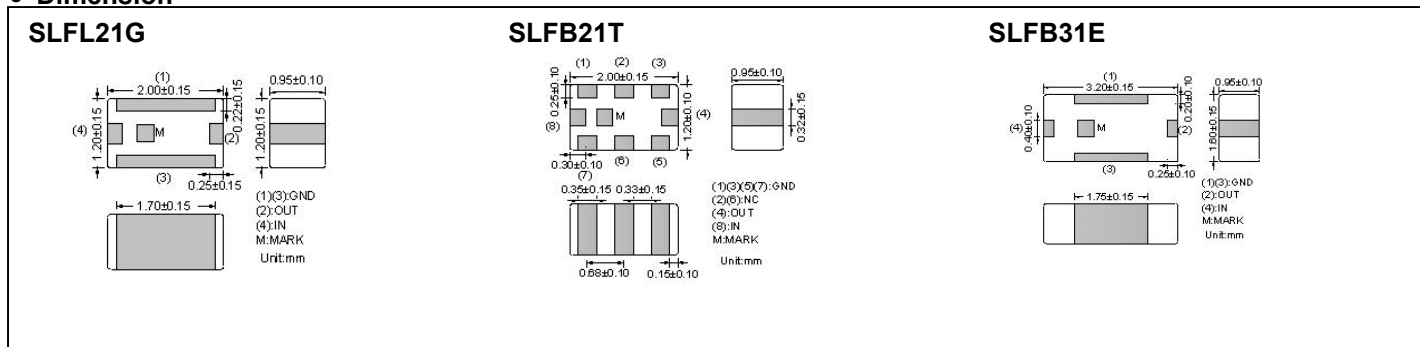 Dimension
SLFL21G
(1)
2.00±0.15
0.95±0.10
0.22±0.15
(4)
1.20±0.15
M
(2)
1.20±0.15
(3)
0.25±0.15
1.70±0.15
(1)(3):GND
(2):OUT
(4):IN
M:MARK
Unit:mm
SLFB21T
(1) (2) (3)
2.00±0.15
0.95±0.10
0.25±0.10
M
1.20±0.10
(4)
0.32±0.15
(8)
0.30±0.10
(6) (5)
(7)
0.35±0.15 0.33±0.15
0.68±0.10 0.15±0.10
(1)(3)(5)(7):GND
(2)(6):NC
(4):OUT
(8):IN
M:MARK
Unit:mm
SLFB31E
(1)
3.20±0.15
0.95±0.10
0.20±0.10
(4)
0.40±0.10
M
(2)
1.60±0.15
(3)
0.25±0.10
1.75±0.15
(1)(3):GND
(2):OUT
(4):IN
M:MARK
Unit:mm